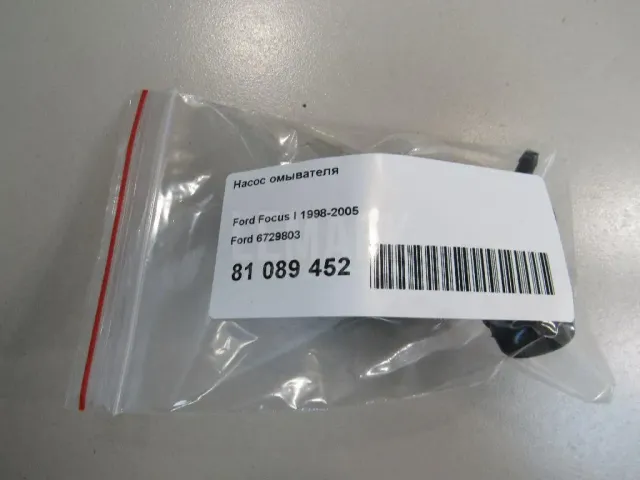 Насос омывателя
Ford Focus I 1998-2005
Ford 6729803
81 089 452